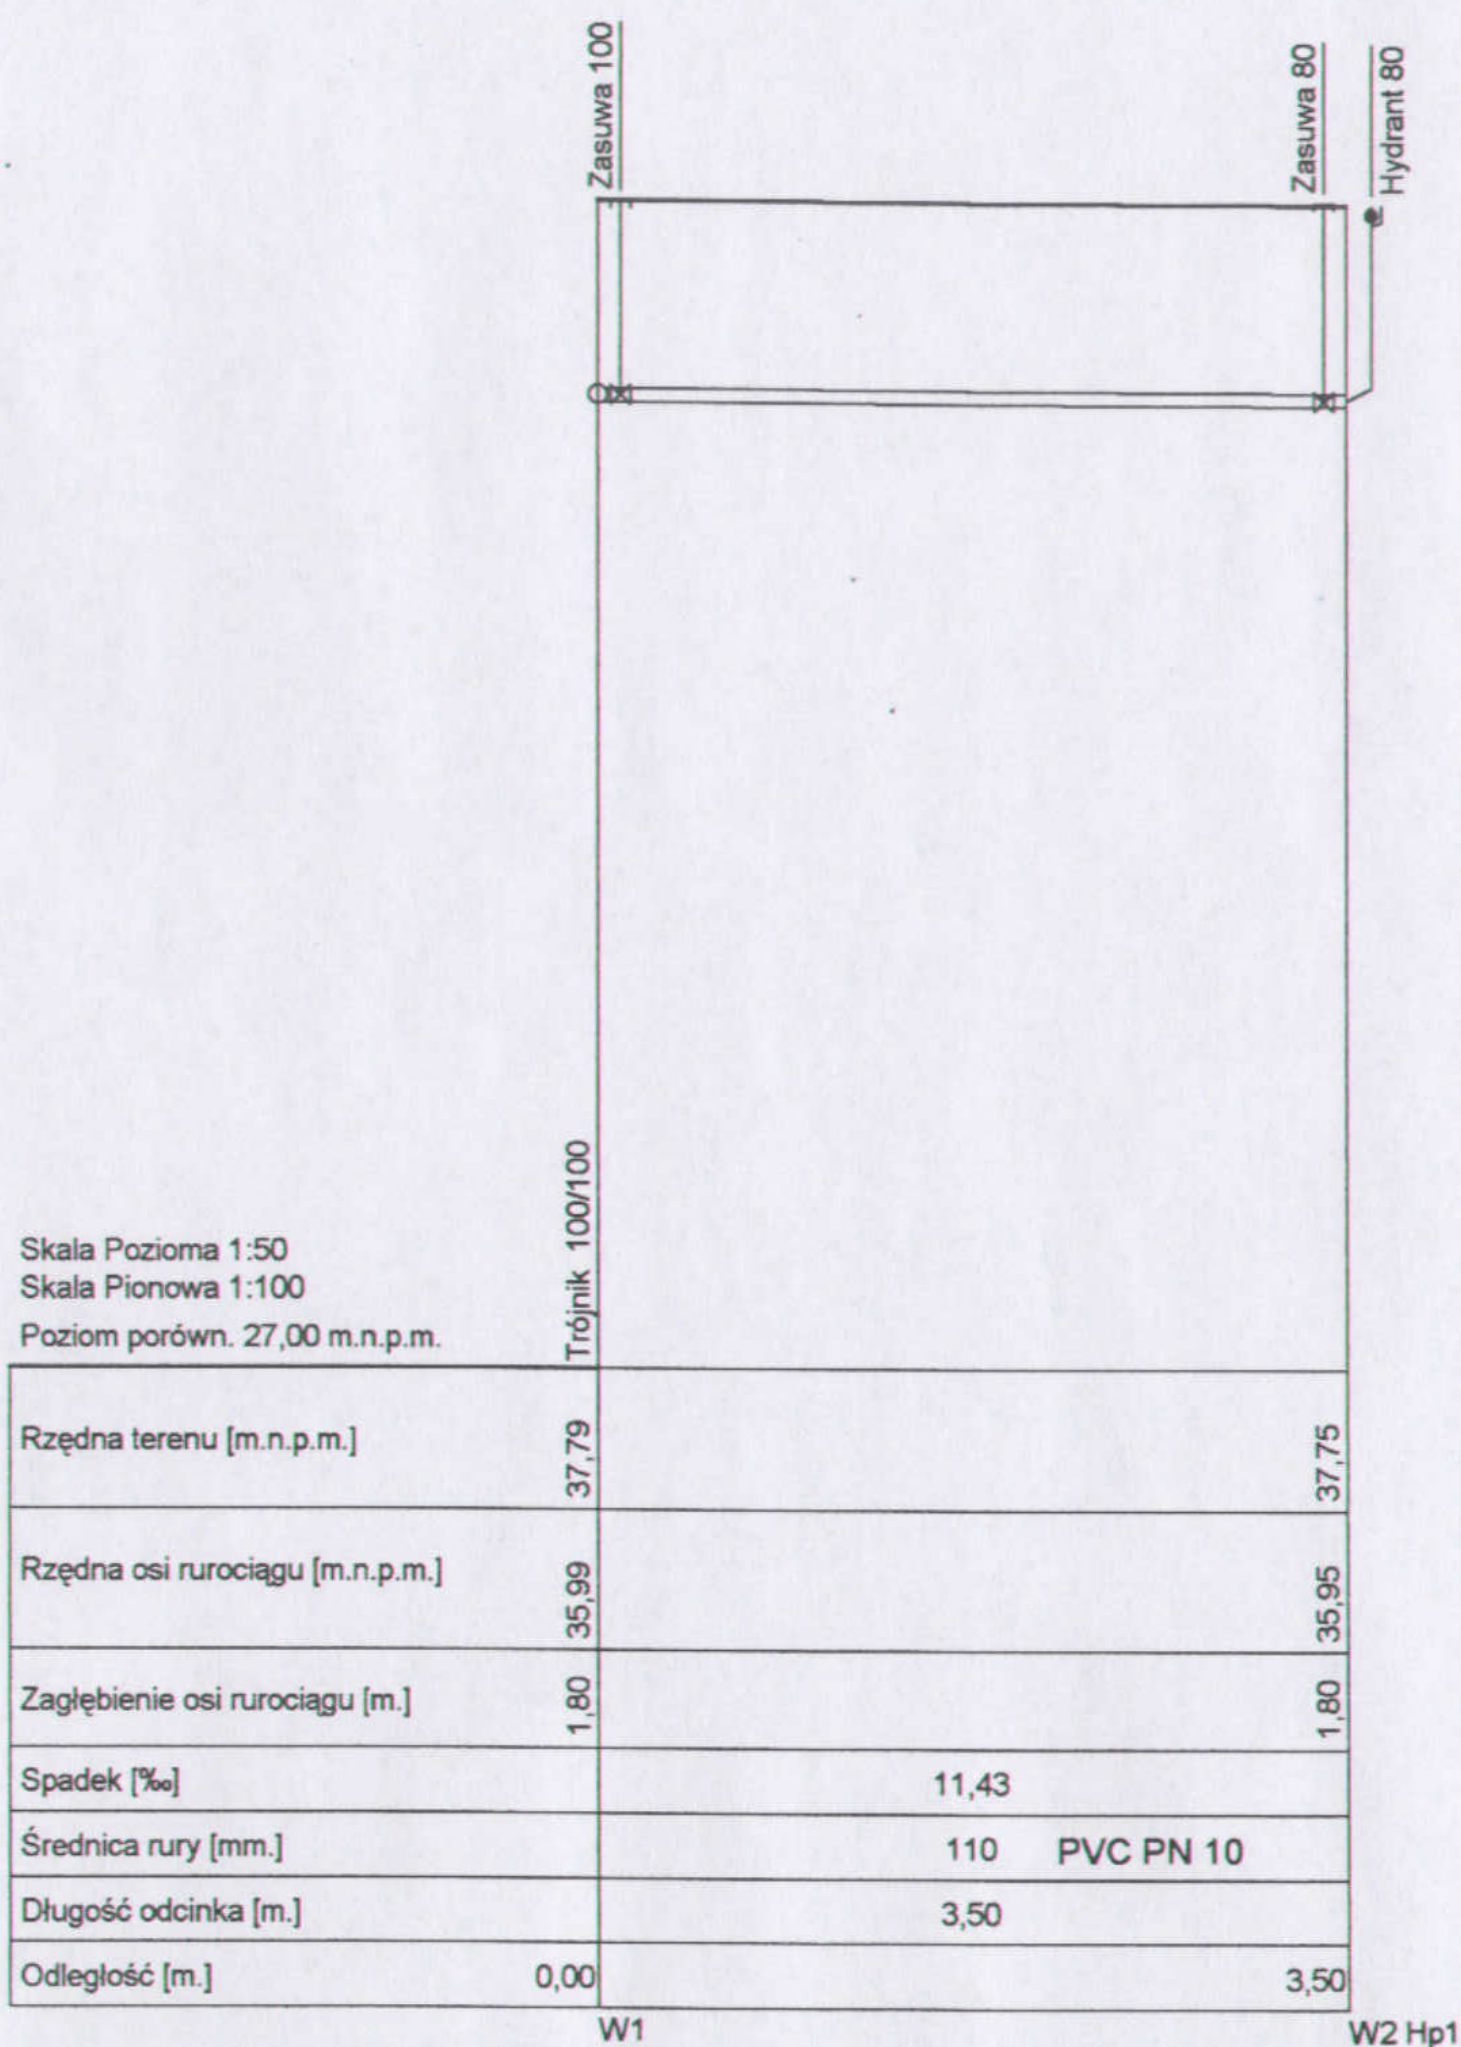 Zasuwa 100
Zasuwa 80
Hydrant 80
Trójnik 100/100
Skala Pozioma 1:50
Skala Pionowa 1:100
Poziom porówn. 27,00 m.n.p.m.
Rzędna terenu [m.n.p.m.] 37,79 37,75
Rzędna osi rurociągu [m.n.p.m.] 35,99 35,95
Zagłębienie osi rurociągu [m.] 1,80 1,80
Spadek [‰] 11,43
Średnica rury [mm.] 110 PVC PN 10
Długość odcinka [m.] 3,50
Odległość [m.] 0,00 3,50
W1 W2 Hp1